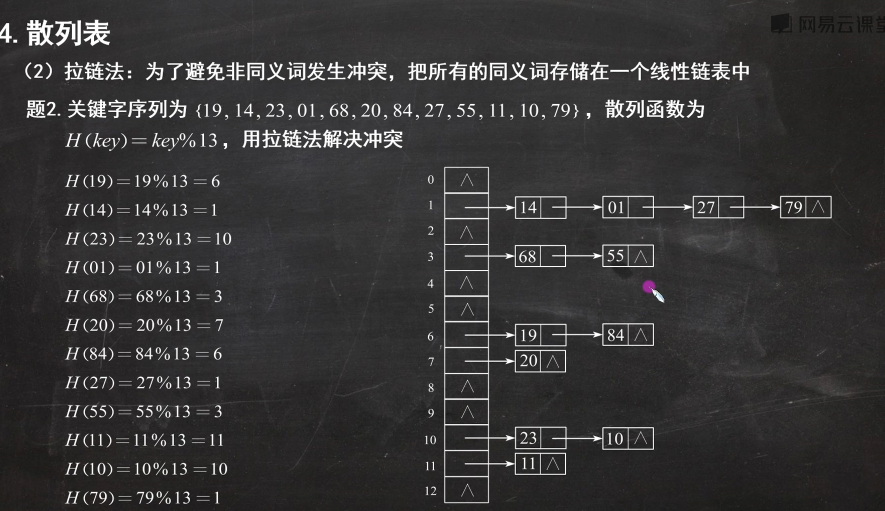 4. 散列表
网易云课堂
（2）拉链法：为了避免非同义词发生冲突，把所有的同义词存储在一个线性链表中
题2. 关键字序列为 {19, 14, 23, 01, 68, 20, 84, 27, 55, 11, 10, 79}，散列函数为
H(key)=key%13，用拉链法解决冲突
H(19)=19%13=6
H(14)=14%13=1
H(23)=23%13=10
H(01)=01%13=1
H(68)=68%13=3
H(20)=20%13=7
H(84)=84%13=6
H(27)=27%13=1
H(55)=55%13=3
H(11)=11%13=11
H(10)=10%13=10
H(79)=79%13=1
0 ∧
1 14 01 27 79 ∧
2 ∧
3 68 55 ∧
4 ∧
5 ∧
6 19 84 ∧
7 20 ∧
8 ∧
9 ∧
10 23 10 ∧
11 11 ∧
12 ∧